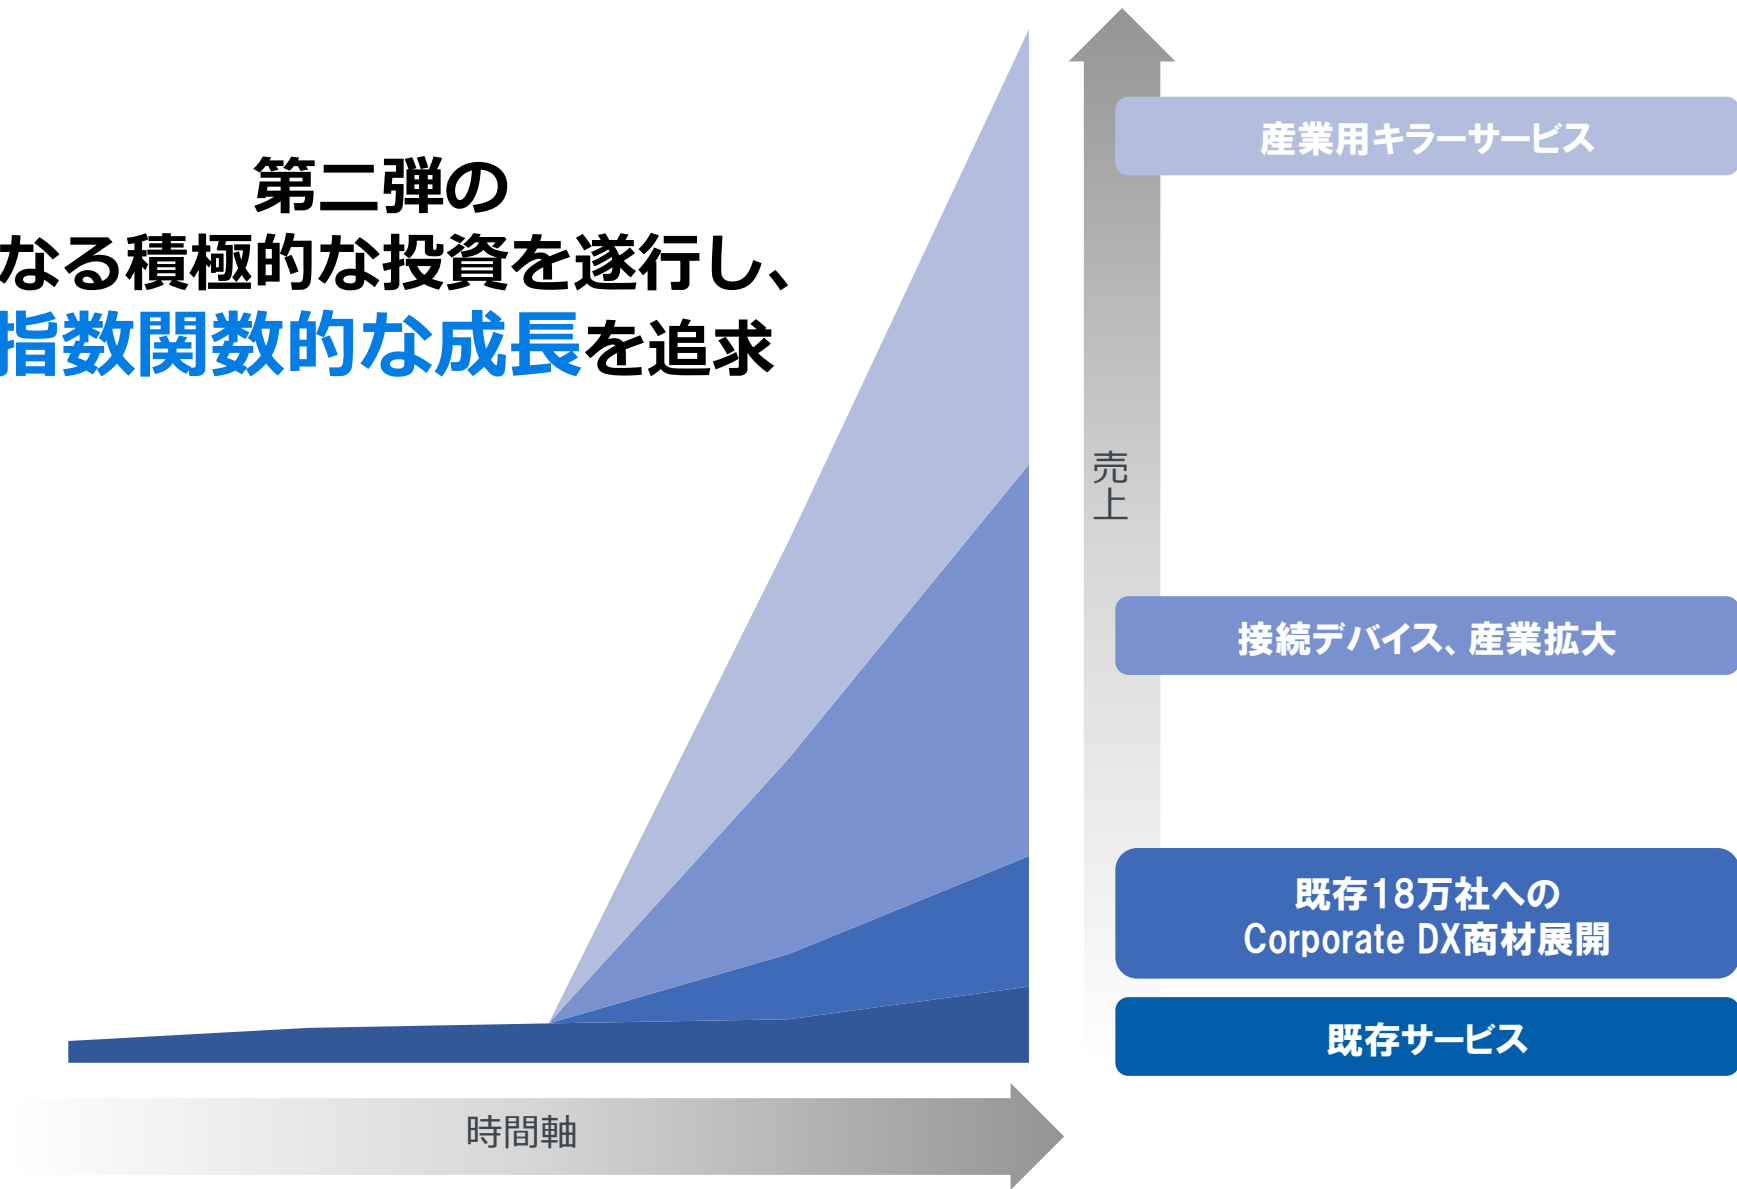 第二弾の
なる積極的な投資を遂行し、
指数関数的な成長を追求
産業用キラーサービス
売上
接続デバイス、産業拡大
既存18万社への
Corporate DX商材展開
既存サービス
時間軸